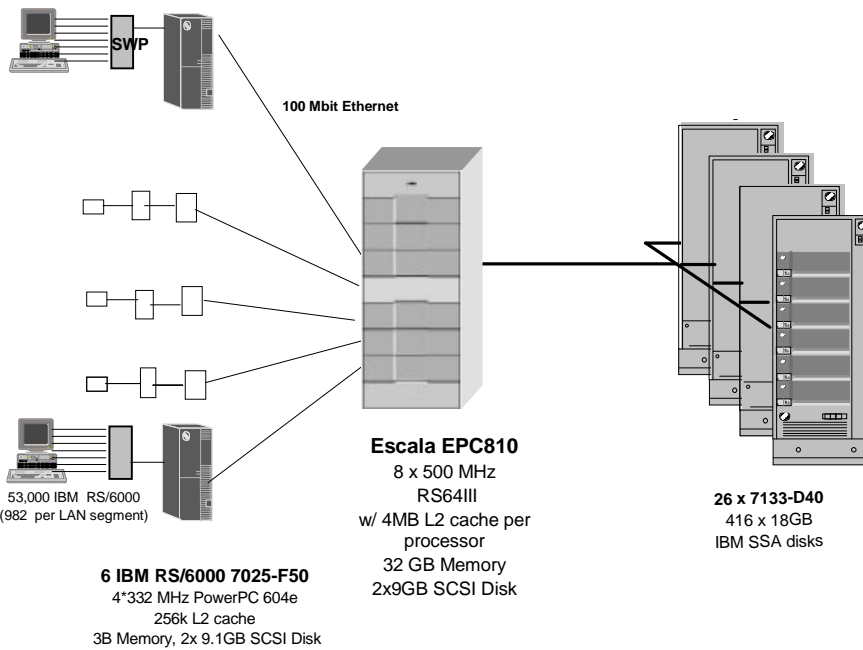 SWP
100 Mbit Ethernet
53,000 IBM RS/6000
(982 per LAN segment)
6 IBM RS/6000 7025-F50
4*332 MHz PowerPC 604e
256k L2 cache
3B Memory, 2x 9.1GB SCSI Disk
Escala EPC810
8 x 500 MHz
RS64III
w/ 4MB L2 cache per
processor
32 GB Memory
2x9GB SCSI Disk
26 x 7133-D40
416 x 18GB
IBM SSA disks